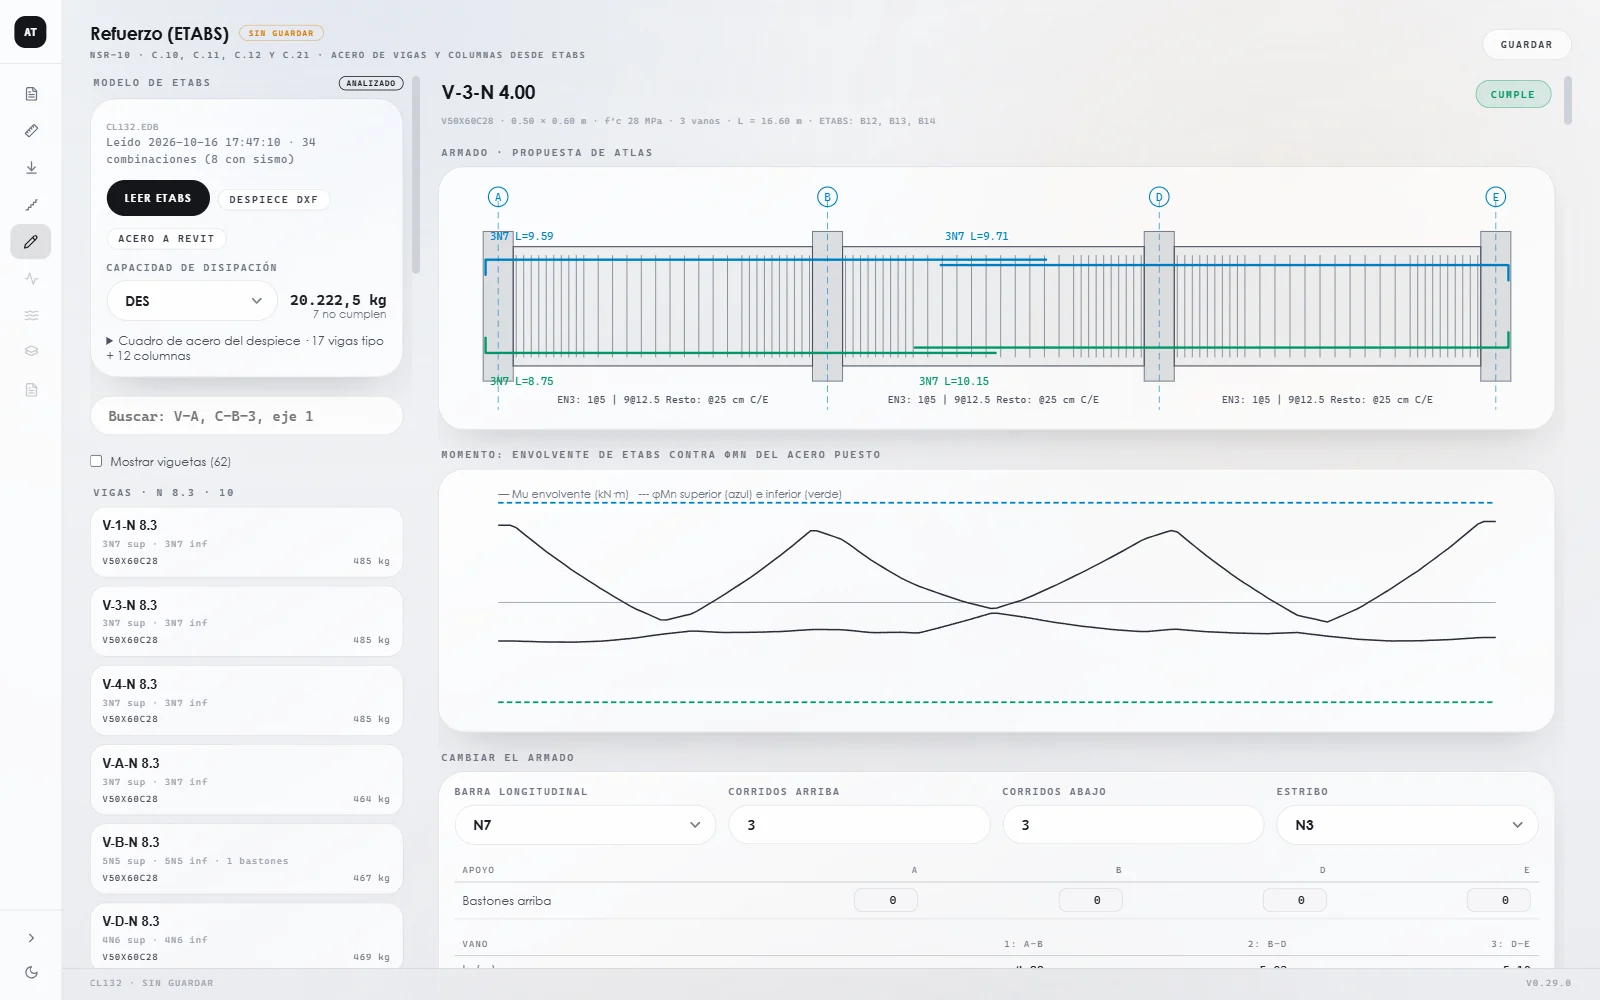 AT
Refuerzo (ETABS)
SIN GUARDAR
NSR-10 · C.10, C.11, C.12 Y C.21 · ACERO DE VIGAS Y COLUMNAS DESDE ETABS
GUARDAR
MODELO DE ETABS
ANALIZADO
CL132.EDB
Leído 2026-10-16 17:47:10 · 34
combinaciones (8 con sismo)
LEER ETABS
DESPIECE DXF
ACERO A REVIT
CAPACIDAD DE DISIPACIÓN
DES
20.222,5 kg
7 no cumplen
Cuadro de acero del despiece · 17 vigas tipo
+ 12 columnas
Buscar: V-A, C-B-3, eje 1
Mostrar viguetas (62)
VIGAS · N 8.3 · 10
V-1-N 8.3
3N7 sup · 3N7 inf
V50X60C28 485 kg
V-3-N 8.3
3N7 sup · 3N7 inf
V50X60C28 485 kg
V-4-N 8.3
3N7 sup · 3N7 inf
V50X60C28 485 kg
V-A-N 8.3
3N7 sup · 3N7 inf
V50X60C28 464 kg
V-B-N 8.3
5N5 sup · 5N5 inf · 1 bastones
V50X60C28 467 kg
V-D-N 8.3
4N6 sup · 4N6 inf
V50X60C28 469 kg
V-3-N 4.00
CUMPLE
V50X60C28 · 0.50 × 0.60 m · f'c 28 MPa · 3 vanos · L = 16.60 m · ETABS: B12, B13, B14
ARMADO · PROPUESTA DE ATLAS
A B D E
3N7 L=9.59 3N7 L=9.71
3N7 L=8.75 3N7 L=10.15
EN3: 1@5 | 9@12.5 Resto: @25 cm C/E EN3: 1@5 | 9@12.5 Resto: @25 cm C/E EN3: 1@5 | 9@12.5 Resto: @25 cm C/E
MOMENTO: ENVOLVENTE DE ETABS CONTRA ΦMN DEL ACERO PUESTO
— Mu envolvente (kN·m) --- φMn superior (azul) e inferior (verde)
CAMBIAR EL ARMADO
BARRA LONGITUDINAL CORRIDOS ARRIBA CORRIDOS ABAJO ESTRIBO
N7 3 3 N3
APOYO A B D E
Bastones arriba 0 0 0 0
VANO 1: A-B 2: B-D 3: D-E
CL132 · SIN GUARDAR
V0.29.0